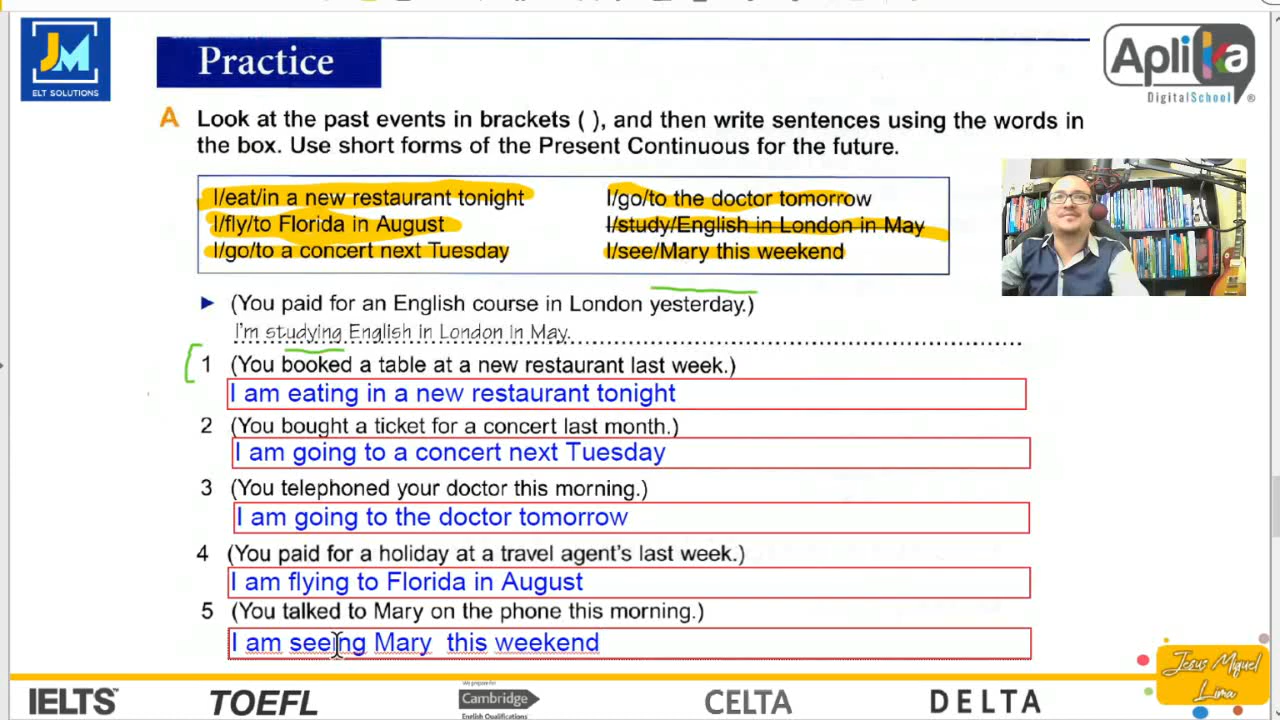 JM
ELT SOLUTIONS
Practice
Aplika
DigitalSchool ®
A Look at the past events in brackets ( ), and then write sentences using the words in
the box. Use short forms of the Present Continuous for the future.
I/eat/in a new restaurant tonight I/go/to the doctor tomorrow
I/fly/to Florida in August I/study/English in London in May
I/go/to a concert next Tuesday I/see/Mary this weekend
► (You paid for an English course in London yesterday.)
I'm studying English in London in May.
1 (You booked a table at a new restaurant last week.)
I am eating in a new restaurant tonight
2 (You bought a ticket for a concert last month.)
I am going to a concert next Tuesday
3 (You telephoned your doctor this morning.)
I am going to the doctor tomorrow
4 (You paid for a holiday at a travel agent's last week.)
I am flying to Florida in August
5 (You talked to Mary on the phone this morning.)
I am seeing Mary  this weekend
Jesus Miguel
Lima
IELTS™ TOEFL
We prepare for
Cambridge
English Qualifications
CELTA DELTA